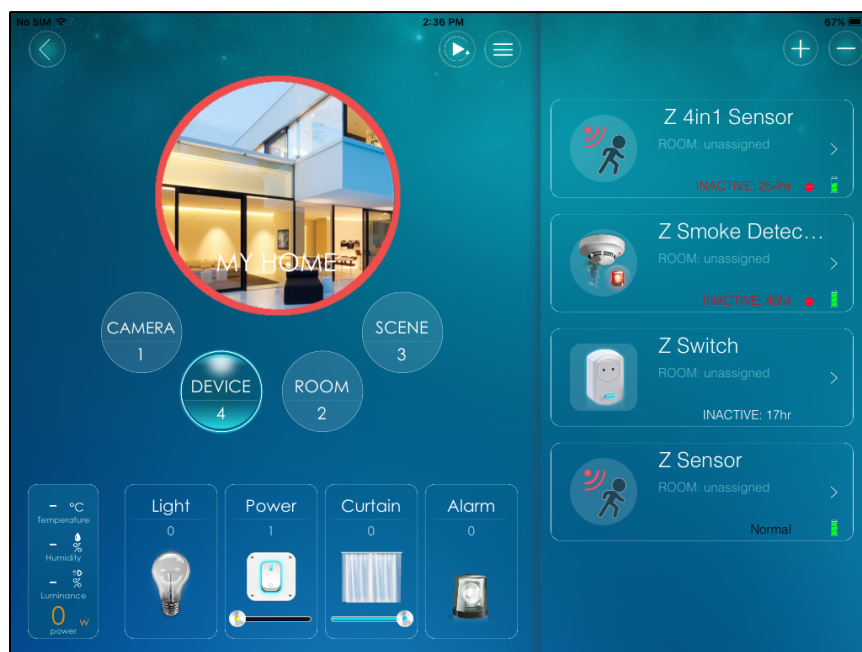 No SIM
2:36 PM
67%
MY HOME
CAMERA
1
DEVICE
4
ROOM
2
SCENE
3
- °C
Temperature
- %
Humidity
- %
Luminance
0 w
power
Light
0
Power
1
Curtain
0
Alarm
0
Z 4in1 Sensor
ROOM: unassigned
INACTIVE: 254hr
Z Smoke Detec...
ROOM: unassigned
INACTIVE: 45hr
Z Switch
ROOM: unassigned
INACTIVE: 17hr
Z Sensor
ROOM: unassigned
Normal